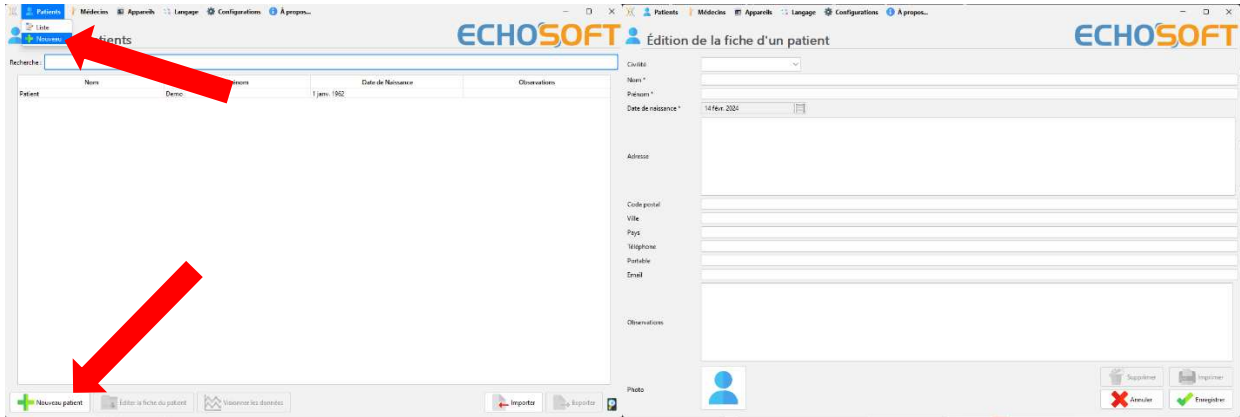 Patients Médecins Appareils Langage Configurations À propos...
Liste
Nouveau
ECHOSOFT
Recherche :
Nom Date de Naissance Observations
Patient Demo 1 janv. 1962
Nouveau patient Éditer la fiche du patient Visionner les données Importer Exporter
Patients Médecins Appareils Langage Configurations À propos...
Édition de la fiche d'un patient ECHOSOFT
Civilité
Nom *
Prénom *
Date de naissance * 14 févr. 2024
Adresse
Code postal
Ville
Pays
Téléphone
Portable
Email
Observations
Photo
Supprimer Imprimer
Annuler Enregistrer